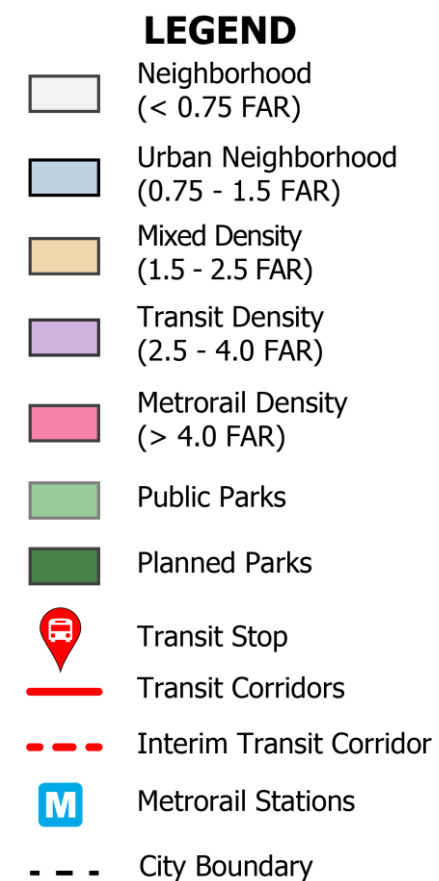 LEGEND
Neighborhood
(< 0.75 FAR)
Urban Neighborhood
(0.75 - 1.5 FAR)
Mixed Density
(1.5 - 2.5 FAR)
Transit Density
(2.5 - 4.0 FAR)
Metrorail Density
(> 4.0 FAR)
Public Parks
Planned Parks
Transit Stop
Transit Corridors
Interim Transit Corridor
M Metrorail Stations
City Boundary